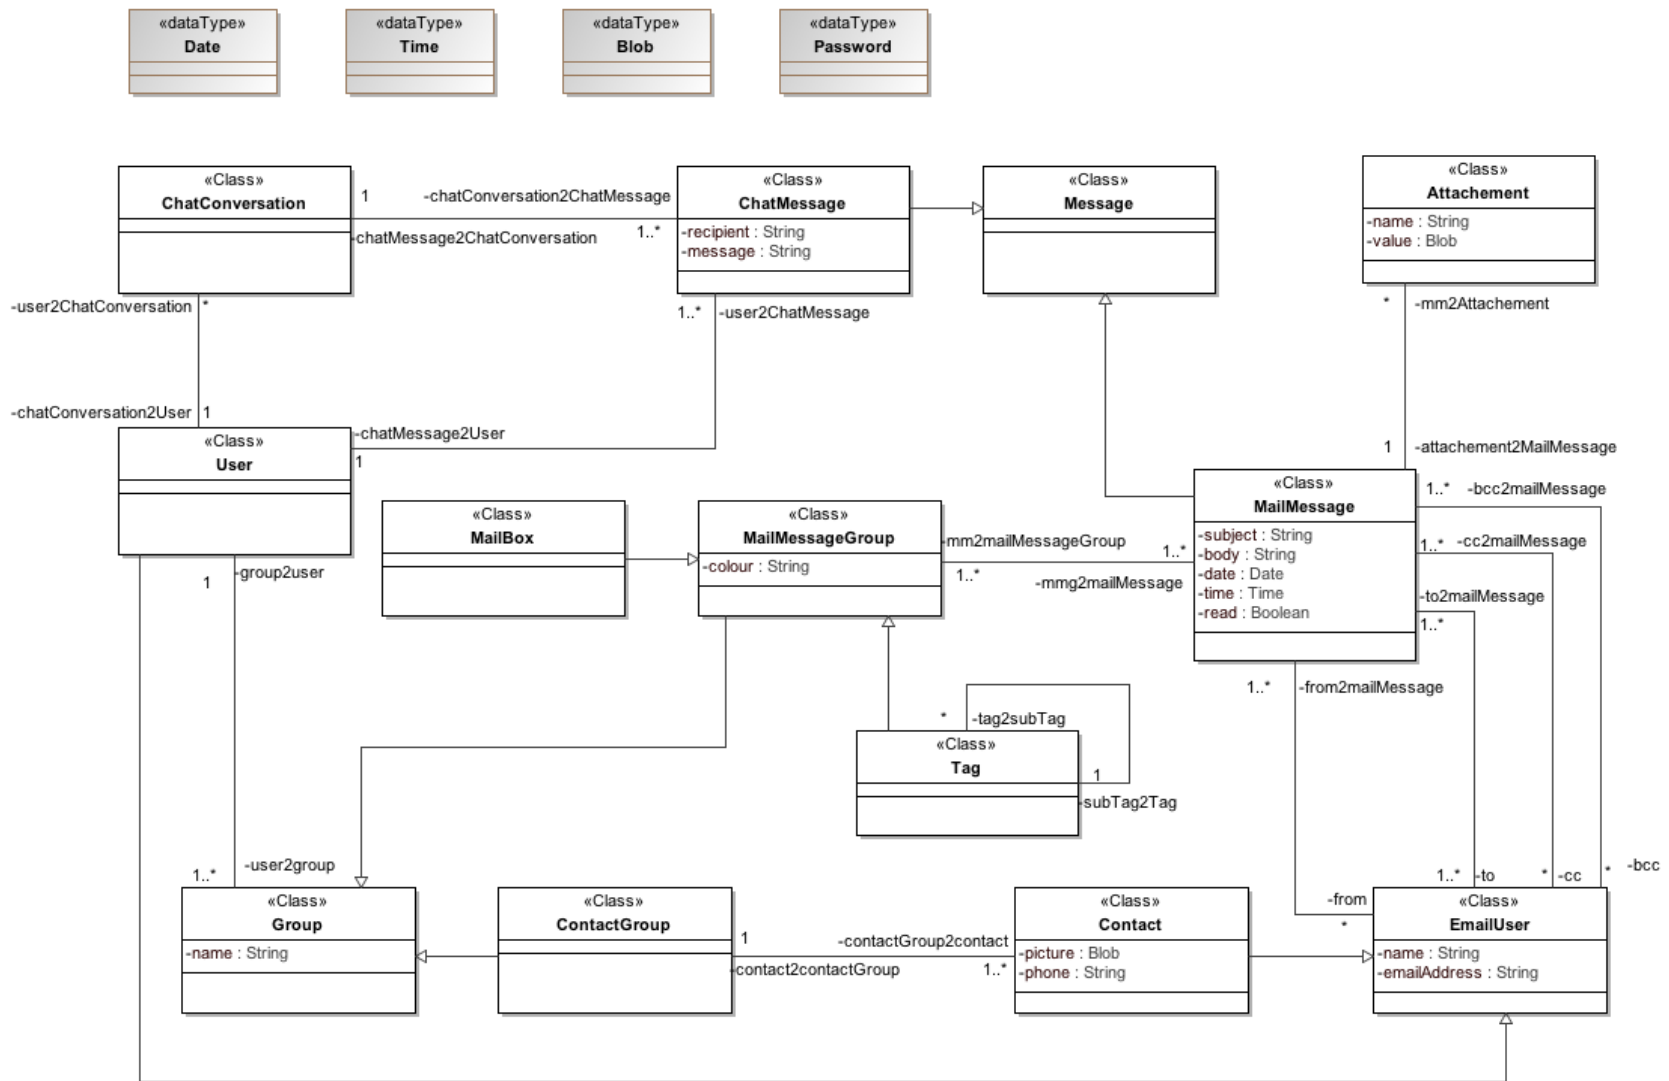 «dataType»
Date
«dataType»
Time
«dataType»
Blob
«dataType»
Password
«Class»
ChatConversation
1
-chatConversation2ChatMessage
-chatMessage2ChatConversation
1..*
«Class»
ChatMessage
-recipient : String
-message : String
«Class»
Message
«Class»
Attachement
-name : String
-value : Blob
-user2ChatConversation
*
1..*
-user2ChatMessage
*
-mm2Attachement
-chatConversation2User
1
-chatMessage2User
1
1
-attachement2MailMessage
«Class»
User
«Class»
MailBox
«Class»
MailMessageGroup
-colour : String
-mm2mailMessageGroup
1..*
1..*
-mmg2mailMessage
«Class»
MailMessage
-subject : String
-body : String
-date : Date
-time : Time
-read : Boolean
1..*
-bcc2mailMessage
1..*
-cc2mailMessage
-to2mailMessage
1..*
1
-group2user
1..*
-from2mailMessage
*
-tag2subTag
«Class»
Tag
1
-subTag2Tag
1..*
-user2group
1..*
-to
*
-cc
*
-bcc
-from
*
«Class»
Group
-name : String
«Class»
ContactGroup
1
-contactGroup2contact
-contact2contactGroup
1..*
«Class»
Contact
-picture : Blob
-phone : String
«Class»
EmailUser
-name : String
-emailAddress : String